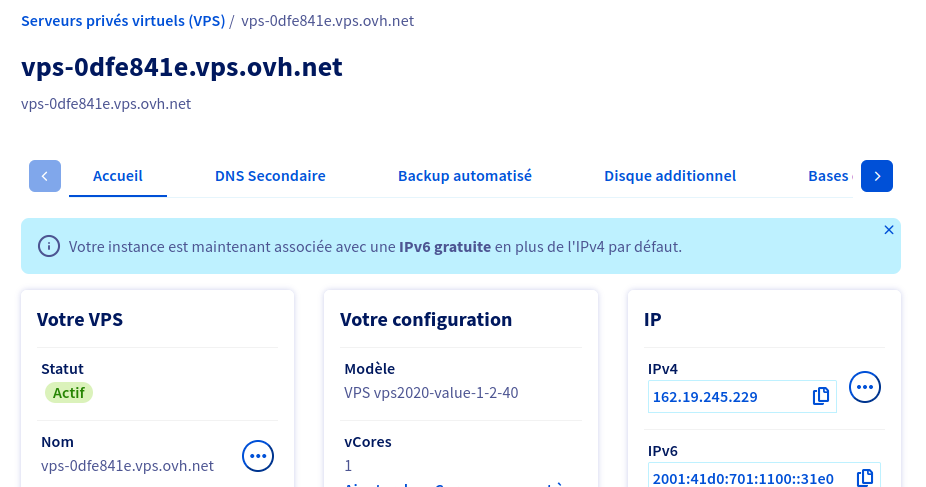 Serveurs privés virtuels (VPS) / vps-0dfe841e.vps.ovh.net
vps-0dfe841e.vps.ovh.net
vps-0dfe841e.vps.ovh.net
Accueil DNS Secondaire Backup automatisé Disque additionnel Bases
Votre instance est maintenant associée avec une IPv6 gratuite en plus de l'IPv4 par défaut.
Votre VPS
Statut
Actif
Nom
vps-0dfe841e.vps.ovh.net
Votre configuration
Modèle
VPS vps2020-value-1-2-40
vCores
1
IP
IPv4
162.19.245.229
IPv6
2001:41d0:701:1100::31e0